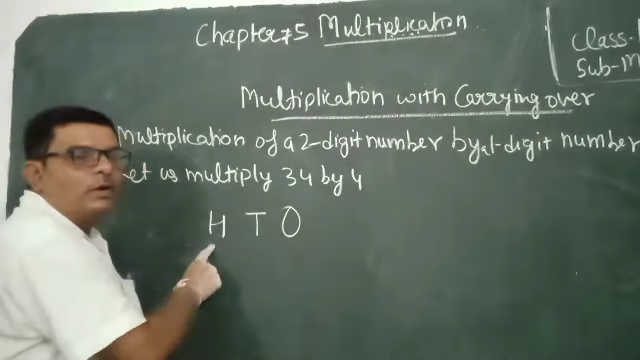 Chapter 5 Multiplication
Class-
Sub-M
Multiplication with Carrying over
Multiplication of a 2-digit number by a 1-digit number
et us multiply 34 by 4
H T O